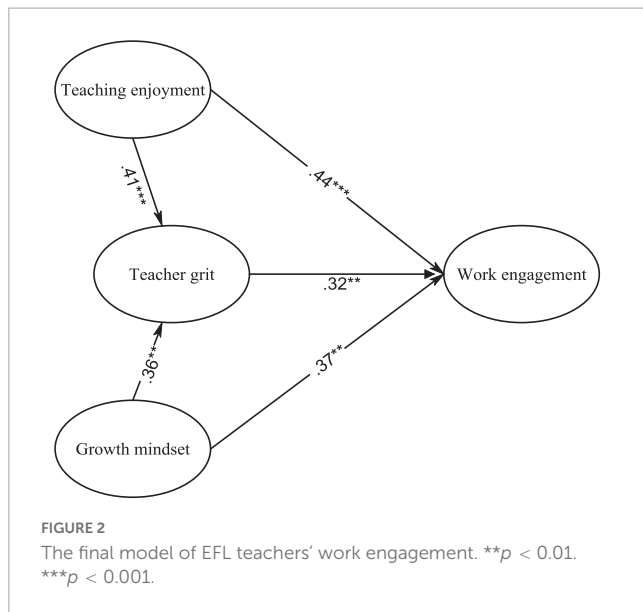 Teaching enjoyment
.41***
.44***
Teacher grit
.32**
Work engagement
.36**
.37**
Growth mindset
FIGURE 2
The final model of EFL teachers’ work engagement. **p < 0.01.
***p < 0.001.